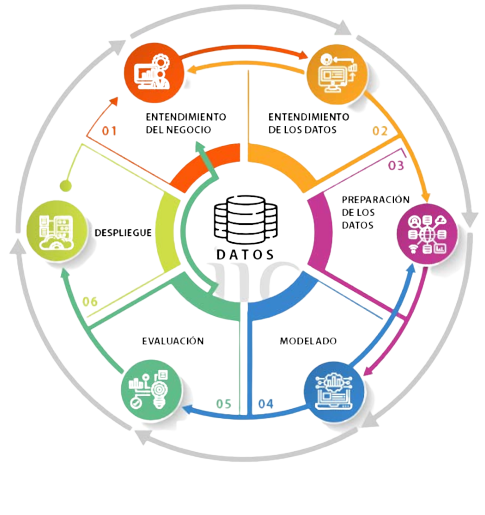 01
ENTENDIMIENTO
DEL NEGOCIO
ENTENDIMIENTO
DE LOS DATOS
02
03
PREPARACIÓN
DE LOS
DATOS
DATOS
DESPLIEGUE
06
EVALUACIÓN
MODELADO
05
04